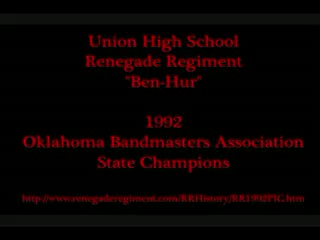 Union High School
Renegade Regiment
"Ben-Hur"
1992
Oklahoma Bandmasters Association
State Champions
http://www.renegaderegiment.com/RRHistory/RR1992PIC.htm